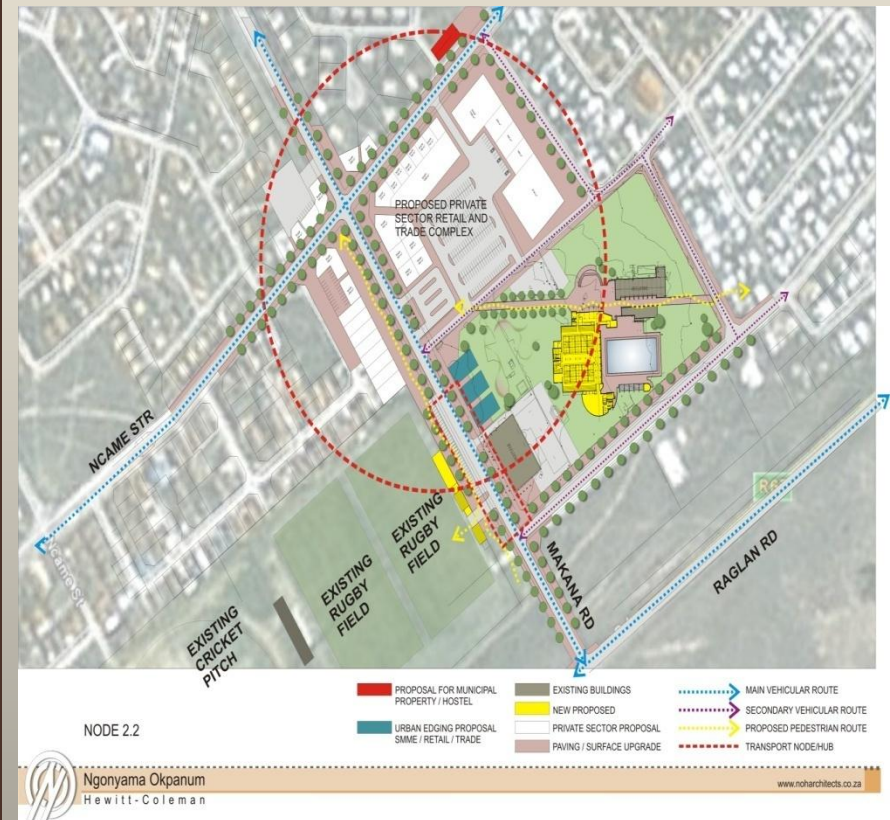 PROPOSED PRIVATE
SECTOR RETAIL AND
TRADE COMPLEX
NCAME STR
Ncame St
EXISTING
RUGBY
FIELD
EXISTING
RUGBY
FIELD
EXISTING
CRICKET
PITCH
MAKANA RD
RAGLAN RD
NODE 2.2
PROPOSAL FOR MUNICIPAL
PROPERTY / HOSTEL
URBAN EDGING PROPOSAL
SMME / RETAIL / TRADE
EXISTING BUILDINGS
NEW PROPOSED
PRIVATE SECTOR PROPOSAL
PAVING / SURFACE UPGRADE
MAIN VEHICULAR ROUTE
SECONDARY VEHICULAR ROUTE
PROPOSED PEDESTRIAN ROUTE
TRANSPORT NODE/HUB
Ngonyama Okpanum
Hewitt-Coleman
www.noharchitects.co.za